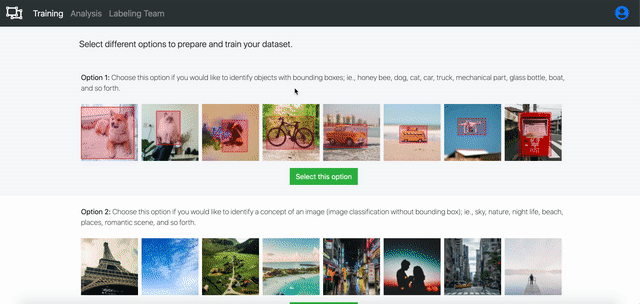 Training Analysis Labeling Team
Select different options to prepare and train your dataset.
Option 1: Choose this option if you would like to identify objects with bounding boxes; ie., honey bee, dog, cat, car, truck, mechanical part, glass bottle, boat,
and so forth.
Select this option
Option 2: Choose this option if you would like to identify a concept of an image (image classification without bounding box); ie., sky, nature, night life, beach,
places, romantic scene, and so forth.